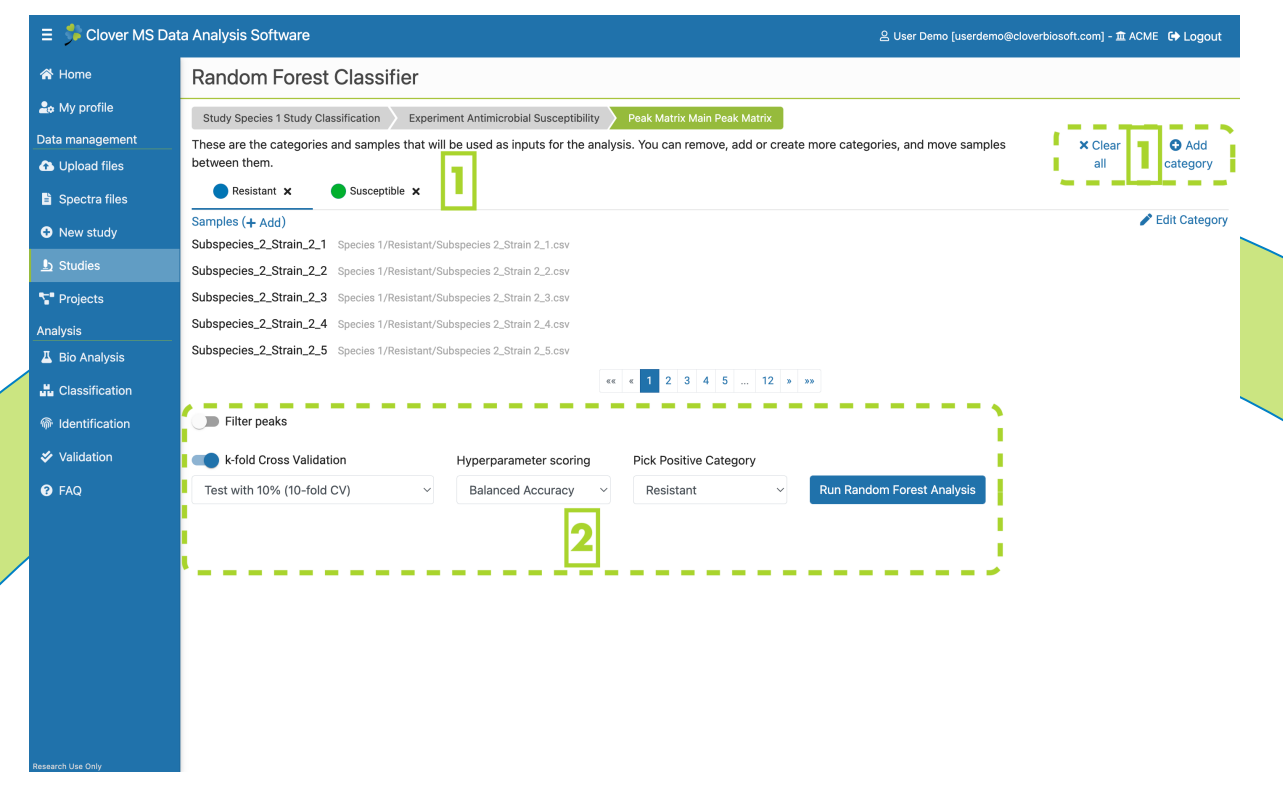 Clover MS Data Analysis Software
User Demo [userdemo@cloverbiosoft.com] - ACME Logout
Home
My profile
Data management
Upload files
Spectra files
New study
Studies
Projects
Analysis
Bio Analysis
Classification
Identification
Validation
FAQ
Research Use Only
Random Forest Classifier
Study Species 1 Study Classification Experiment Antimicrobial Susceptibility Peak Matrix Main Peak Matrix
These are the categories and samples that will be used as inputs for the analysis. You can remove, add or create more categories, and move samples
between them.
× Clear
all
1
Add
category
Resistant × Susceptible ×
1
Samples (+ Add)
Edit Category
Subspecies_2_Strain_2_1 Species 1/Resistant/Subspecies 2_Strain 2_1.csv
Subspecies_2_Strain_2_2 Species 1/Resistant/Subspecies 2_Strain 2_2.csv
Subspecies_2_Strain_2_3 Species 1/Resistant/Subspecies 2_Strain 2_3.csv
Subspecies_2_Strain_2_4 Species 1/Resistant/Subspecies 2_Strain 2_4.csv
Subspecies_2_Strain_2_5 Species 1/Resistant/Subspecies 2_Strain 2_5.csv
«« « 1 2 3 4 5 ... 12 » »»
Filter peaks
k-fold Cross Validation Hyperparameter scoring Pick Positive Category
Test with 10% (10-fold CV) Balanced Accuracy Resistant Run Random Forest Analysis
2